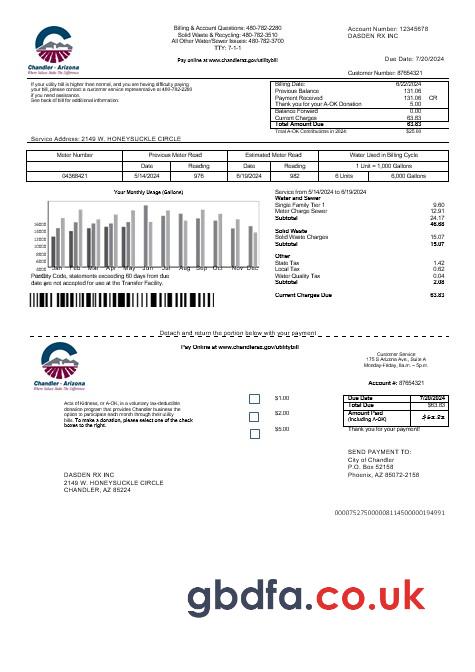 Billing & Account Questions: 480-782-2280
Solid Waste & Recycling: 480-782-3510
All Other Water/Sewer Issues: 480-782-3700
TTY: 7-1-1
Pay online at www.chandleraz.gov/utilitybill
Account Number: 12345678
DASDEN RX INC
Due Date: 7/20/2024
Customer Number: 87654321
Chandler · Arizona
Where Values Make The Difference
If your utility bill is higher than normal, and you are having difficulty paying
your bill, please contact a customer service representative at 480-782-2280
if you need assistance.
See back of bill for additional information:
Billing Date: 6/22/2024
Previous Balance 131.06
Payment Received 131.06 CR
Thank you for your A-OK Donation 5.00
Balance Forward 0.00
Current Charges 63.83
Total Amount Due 63.83
Total A-OK Contributions in 2024: $25.00
Service Address: 2149 W. HONEYSUCKLE CIRCLE
Meter Number Previous Meter Road Estimated Meter Road Water Used in Billing Cycle
Date Reading Date Reading 1 Unit = 1,000 Gallons
04368421 5/14/2024 976 6/19/2024 982 6 Units 6,000 Gallons
Your Monthly Usage (Gallons)
16000
14000
12000
10000
8000
6000
4000
Jan Feb Mar Apr May Jun Jul Aug Sep Oct Nov Dec
Per City Code, statements exceeding 60 days from due
date are not accepted for use at the Transfer Facility.
Service from 5/14/2024 to 6/19/2024
Water and Sewer
Single Family Tier 1 9.60
Meter Charge Sewer 12.91
Subtotal 24.17
46.68
Solid Waste
Solid Waste Charges 15.07
Subtotal 15.07
Other
State Tax 1.42
Local Tax 0.62
Water Quality Tax 0.04
Subtotal 2.08
Current Charges Due 63.83
Detach and return the portion below with your payment
Chandler · Arizona
Where Values Make The Difference
Pay Online at www.chandleraz.gov/utilitybill
Customer Service
175 S Arizona Ave., Suite A
Monday-Friday, 8a.m. – 5p.m.
Account #: 87654321
Acts of Kidness, or A-OK, is a voluntary tax-deductible
donation program that provides Chandler business the
option to participate each month through their utility
bills. To make a donation, please select one of the check
boxes to the right.
$1.00
$2.00
$5.00
Due Date 7/20/2024
Total Due $63.83
Amount Paid
(including A-OK)
Thank you for your payment!
SEND PAYMENT TO:
City of Chandler
P.O. Box 52158
Phoenix, AZ 85072-2158
DASDEN RX INC
2149 W. HONEYSUCKLE CIRCLE
CHANDLER, AZ 85224
000075275000008114500000194991
gbdfa.co.uk